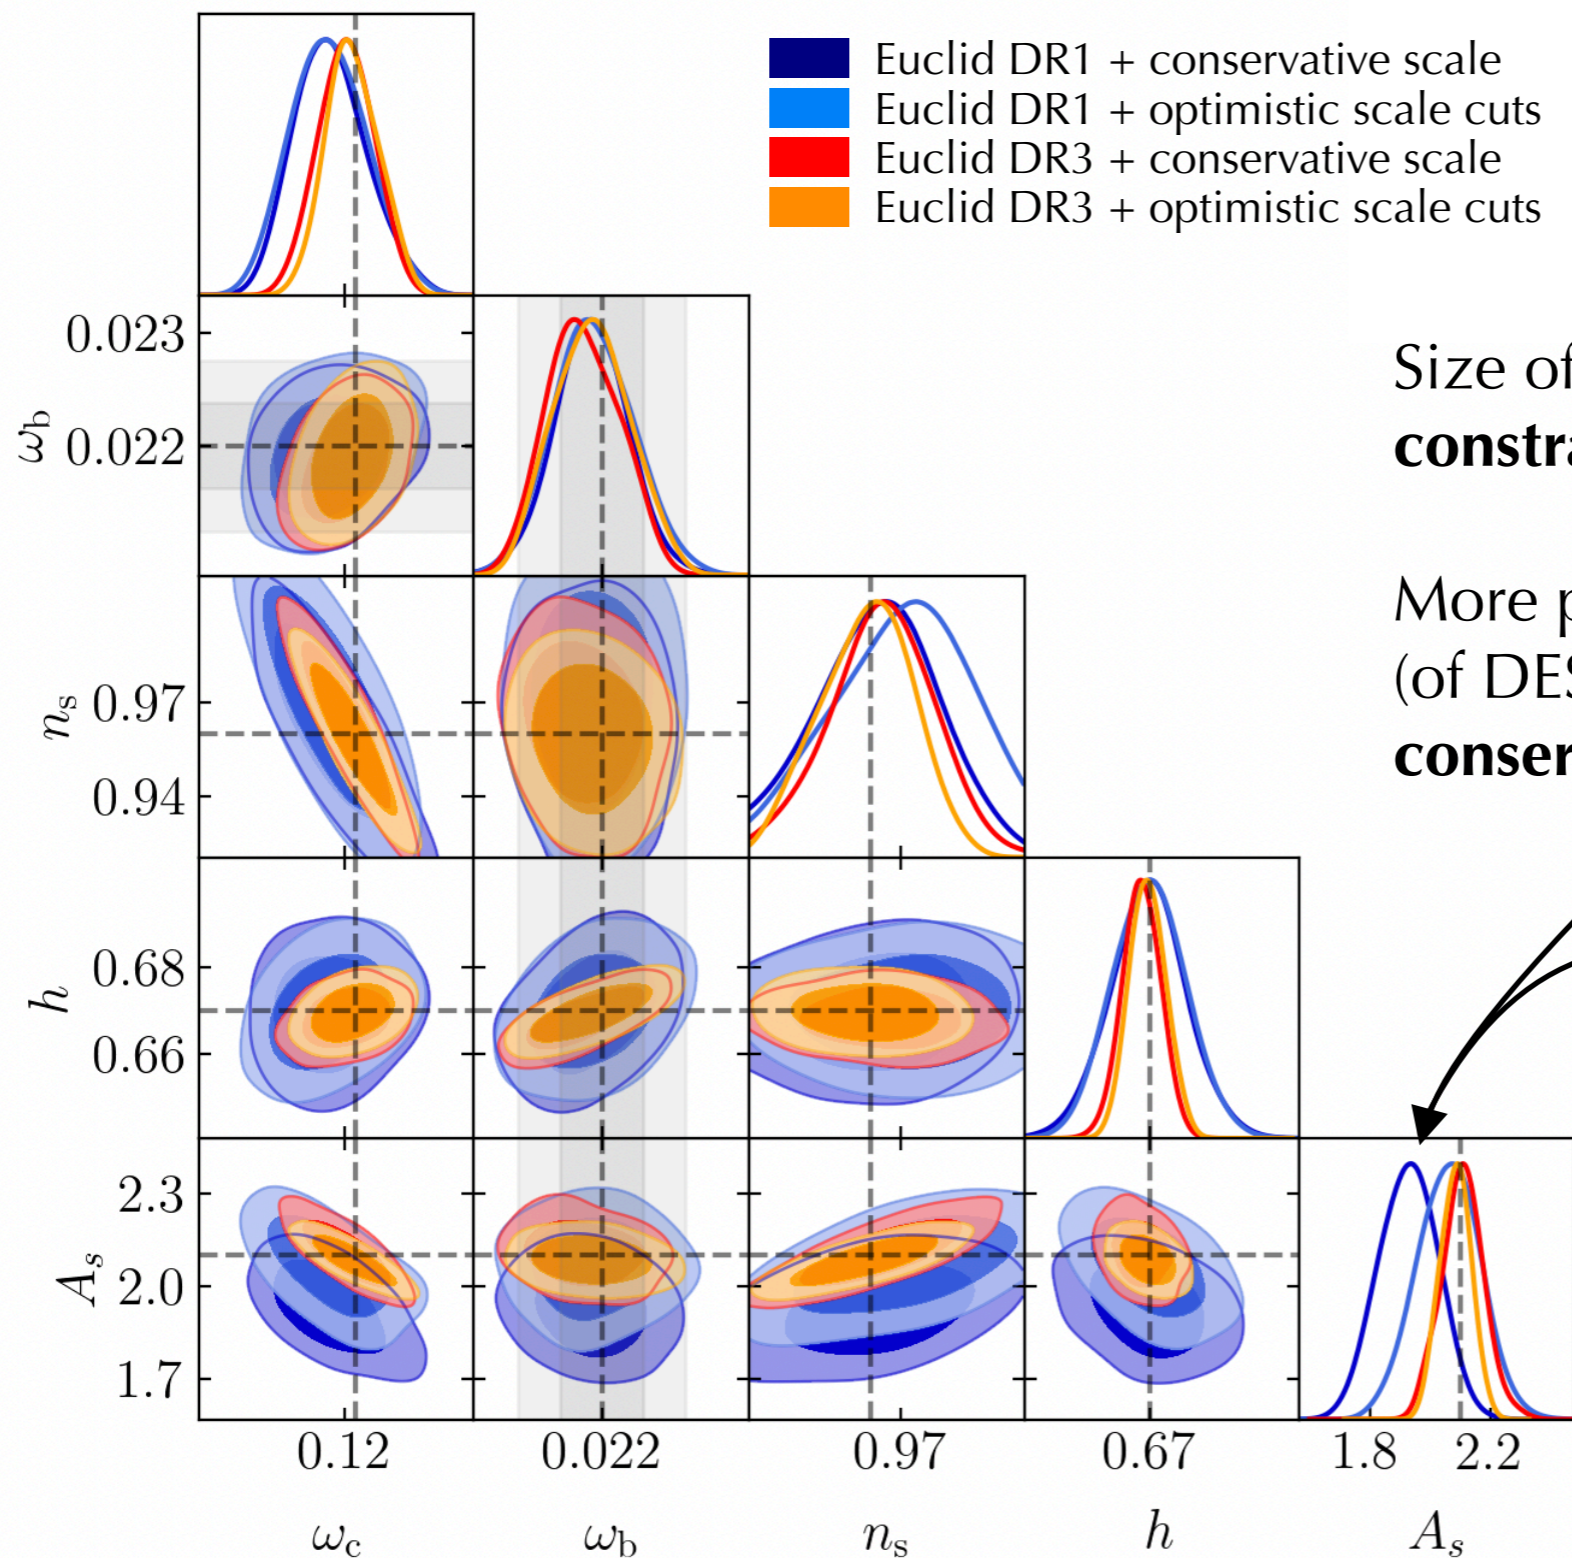 Euclid DR1 + conservative scale
Euclid DR1 + optimistic scale cuts
Euclid DR3 + conservative scale
Euclid DR3 + optimistic scale cuts
0.023
0.022
ω_b
Size of
constra
More p
(of DES
conser
0.97
0.94
n_s
0.68
0.66
h
2.3
2.0
1.7
A_s
0.12
0.022
0.97
0.67
1.8
2.2
ω_c
ω_b
n_s
h
A_s